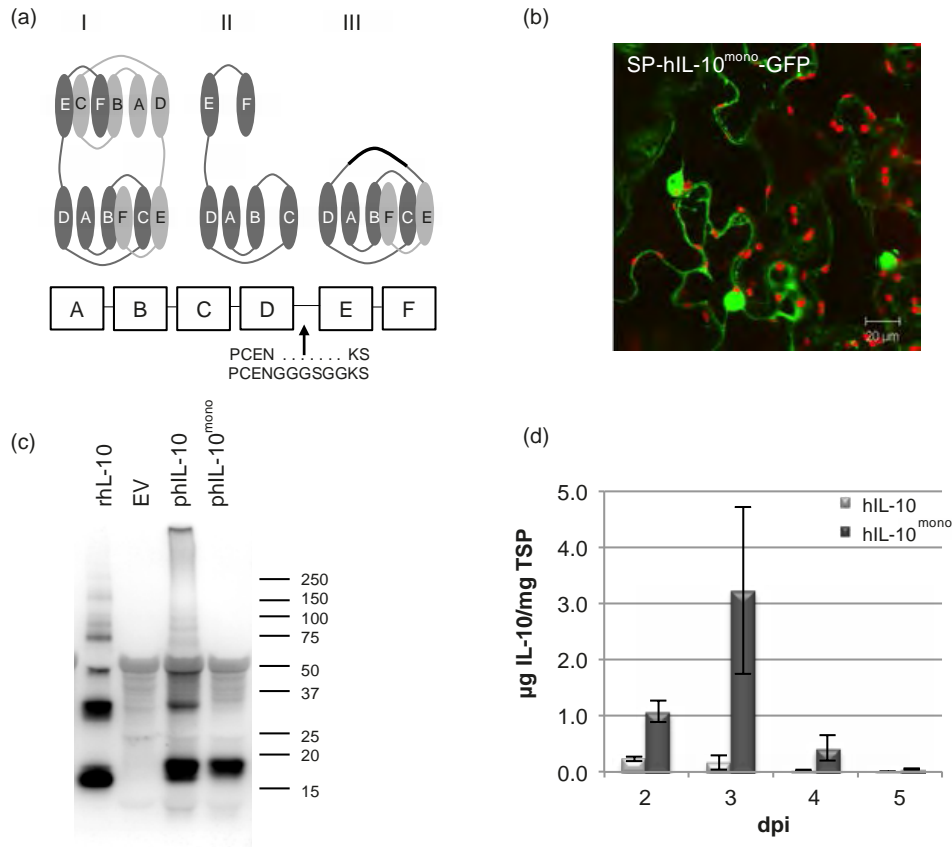 (a)
I II III
E C F B A D
E F
D A B F C E
D A B C
D A B F C E
A B C D E F
PCEN . . . . . . . KS
PCENGGGSGGKS
(b)
SP-hIL-10mono-GFP
20 µm
(c)
rhL-10
EV
phIL-10
phIL-10mono
250
150
100
75
50
37
25
20
15
(d)
µg IL-10/mg TSP
5.0
4.0
3.0
2.0
1.0
0.0
hIL-10
hIL-10mono
2 3 4 5
dpi